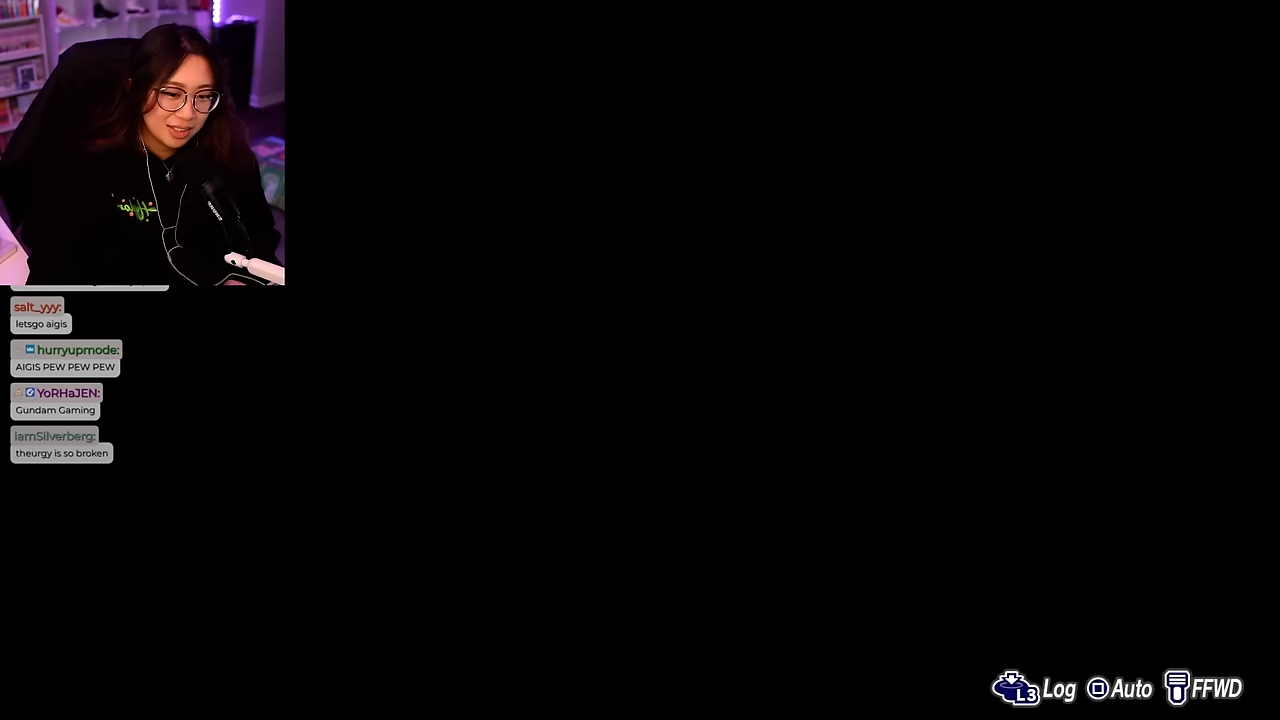 salt_yyy:
letsgo aigis
hurryupmode:
AIGIS PEW PEW PEW
YoRHaJEN:
Gundam Gaming
iamSilverberg:
theurgy is so broken
L3 Log Auto FFWD